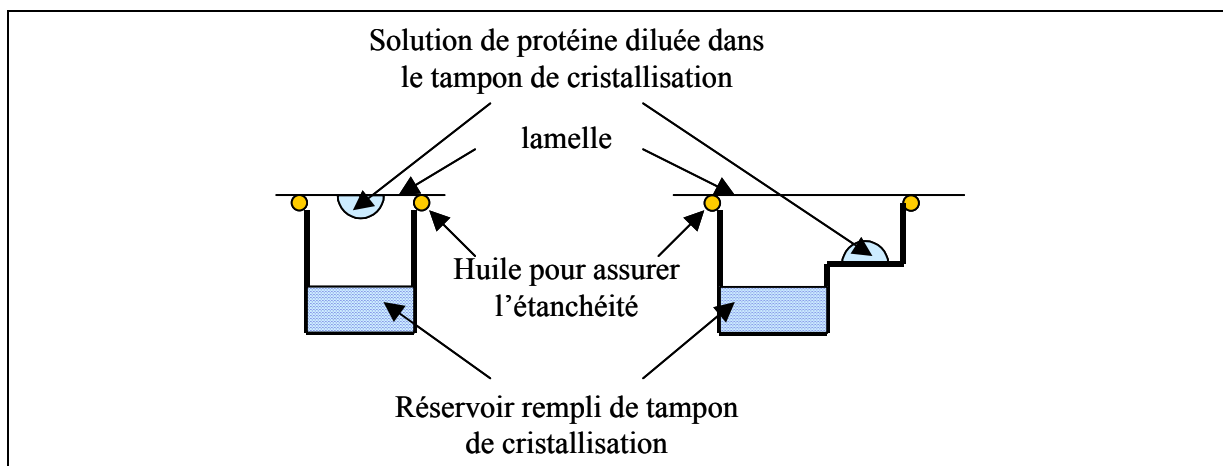 Solution de protéine diluée dans
le tampon de cristallisation
lamelle
Huile pour assurer
l’étanchéité
Réservoir rempli de tampon
de cristallisation